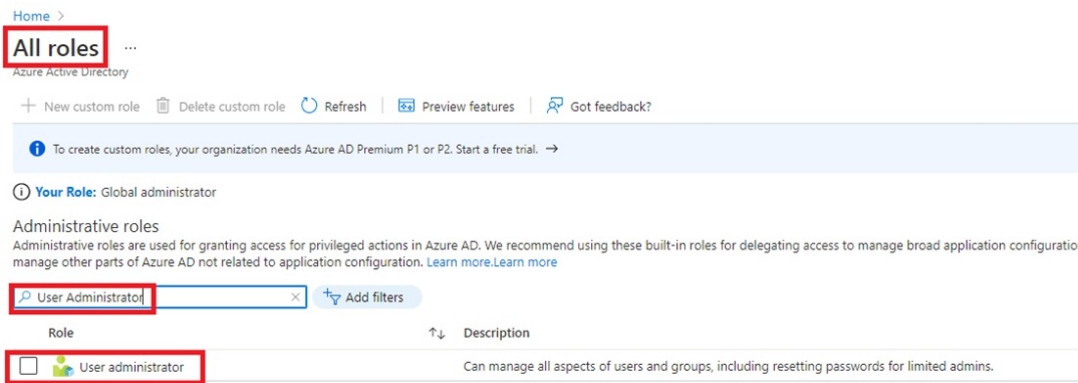 Home >
All roles ...
Azure Active Directory
New custom role Delete custom role Refresh Preview features Got feedback?
To create custom roles, your organization needs Azure AD Premium P1 or P2. Start a free trial. →
Your Role: Global administrator
Administrative roles
Administrative roles are used for granting access for privileged actions in Azure AD. We recommend using these built-in roles for delegating access to manage broad application configuratio
manage other parts of Azure AD not related to application configuration. Learn more.Learn more
User Administrator × Add filters
Role ↑↓ Description
User administrator Can manage all aspects of users and groups, including resetting passwords for limited admins.